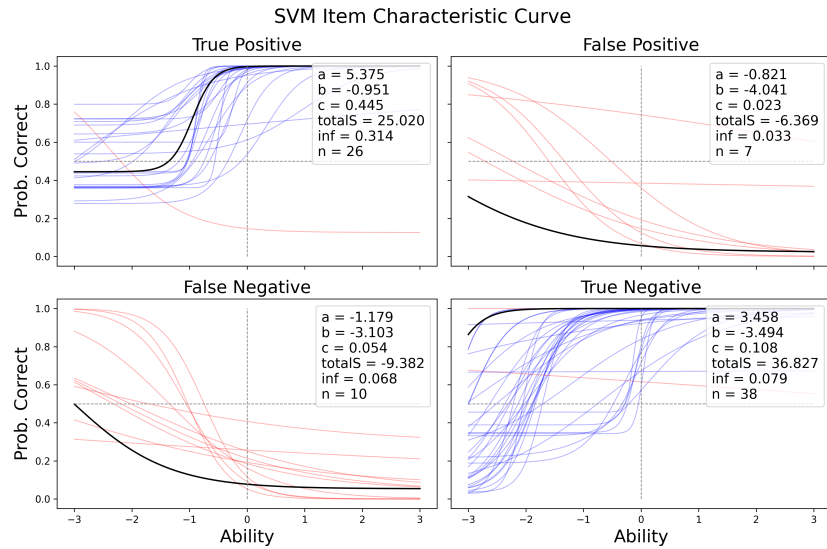 SVM Item Characteristic Curve
True Positive
False Positive
Prob. Correct
1.0
0.8
0.6
0.4
0.2
0.0
a = 5.375
b = -0.951
c = 0.445
totalS = 25.020
inf = 0.314
n = 26
a = -0.821
b = -4.041
c = 0.023
totalS = -6.369
inf = 0.033
n = 7
False Negative
True Negative
Prob. Correct
1.0
0.8
0.6
0.4
0.2
0.0
a = -1.179
b = -3.103
c = 0.054
totalS = -9.382
inf = 0.068
n = 10
a = 3.458
b = -3.494
c = 0.108
totalS = 36.827
inf = 0.079
n = 38
−3 −2 −1 0 1 2 3
−3 −2 −1 0 1 2 3
Ability
Ability